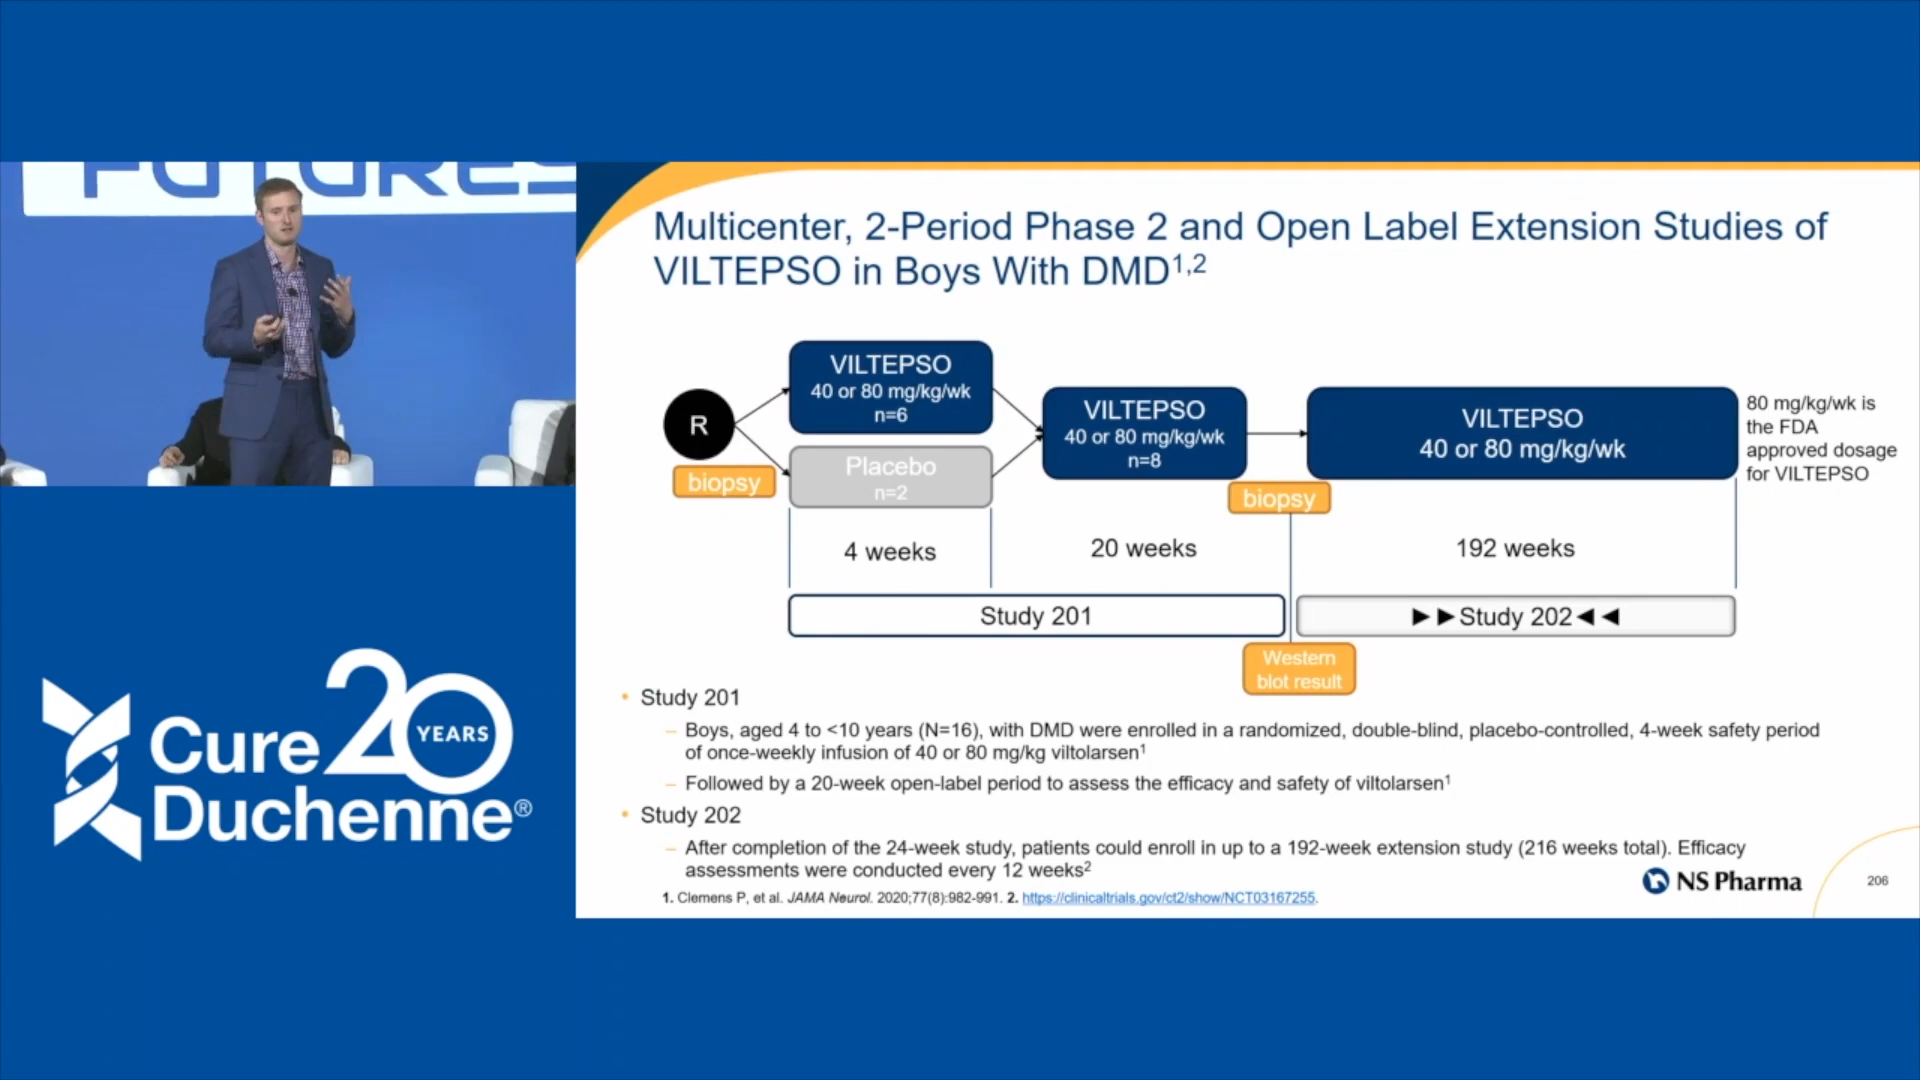 FUTURES
Multicenter, 2-Period Phase 2 and Open Label Extension Studies of
VILTEPSO in Boys With DMD1,2
R
biopsy
VILTEPSO
40 or 80 mg/kg/wk
n=6
Placebo
n=2
VILTEPSO
40 or 80 mg/kg/wk
n=8
biopsy
VILTEPSO
40 or 80 mg/kg/wk
80 mg/kg/wk is
the FDA
approved dosage
for VILTEPSO
4 weeks
20 weeks
192 weeks
Study 201
►►Study 202◄◄
Western
blot result
• Study 201
– Boys, aged 4 to <10 years (N=16), with DMD were enrolled in a randomized, double-blind, placebo-controlled, 4-week safety period
of once-weekly infusion of 40 or 80 mg/kg viltolarsen1
– Followed by a 20-week open-label period to assess the efficacy and safety of viltolarsen1
• Study 202
– After completion of the 24-week study, patients could enroll in up to a 192-week extension study (216 weeks total). Efficacy
assessments were conducted every 12 weeks2
1. Clemens P, et al. JAMA Neurol. 2020;77(8):982-991. 2. https://clinicaltrials.gov/ct2/show/NCT03167255.
NS Pharma
206
20
YEARS
Cure
Duchenne®